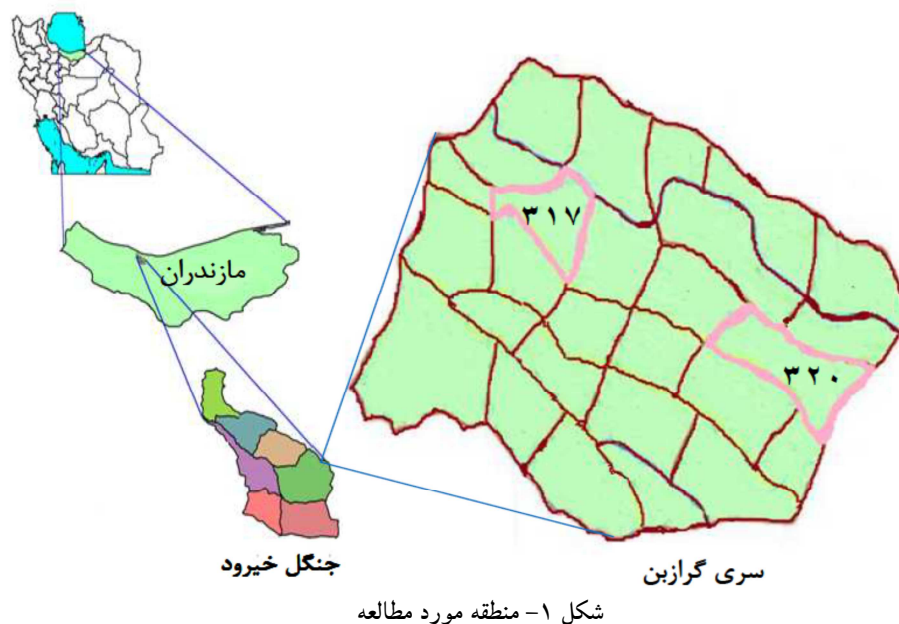 ۳۱۷
مازندران
۳۲۰
جنگل خیرود
سری گرازبن
شکل ۱- منطقه مورد مطالعه